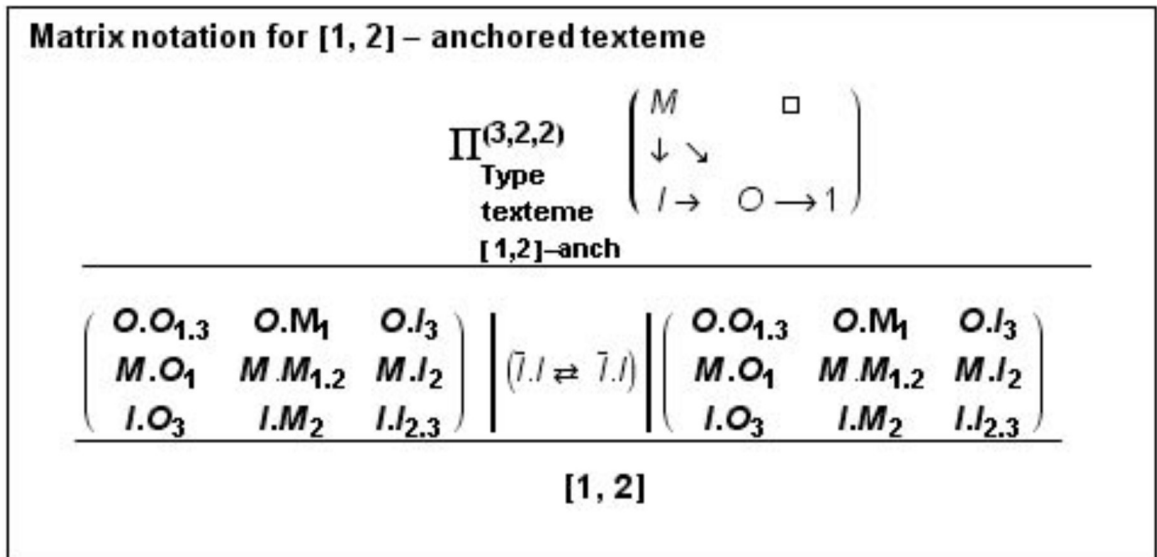 Matrix notation for [1, 2] – anchored texteme
∏(3,2,2) Type texteme [1,2]–anch
M □
↓ ↘
I → O ⟶ 1
( O.O1.3 O.M1 O.I3 ) ( O.O1.3 O.M1 O.I3 )
( M.O1 M.M1.2 M.I2 ) | (i̅.I ⇄ i̅.I) | ( M.O1 M.M1.2 M.I2 )
( I.O3 I.M2 I.I2.3 ) ( I.O3 I.M2 I.I2.3 )
[1, 2]